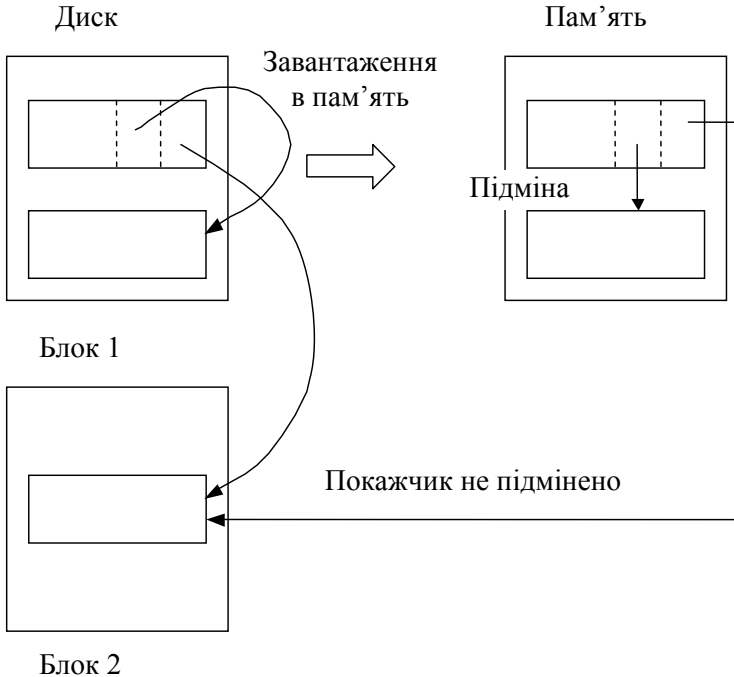 Диск
Пам’ять
Завантаження
в пам’ять
Підміна
Блок 1
Покажчик не підмінено
Блок 2